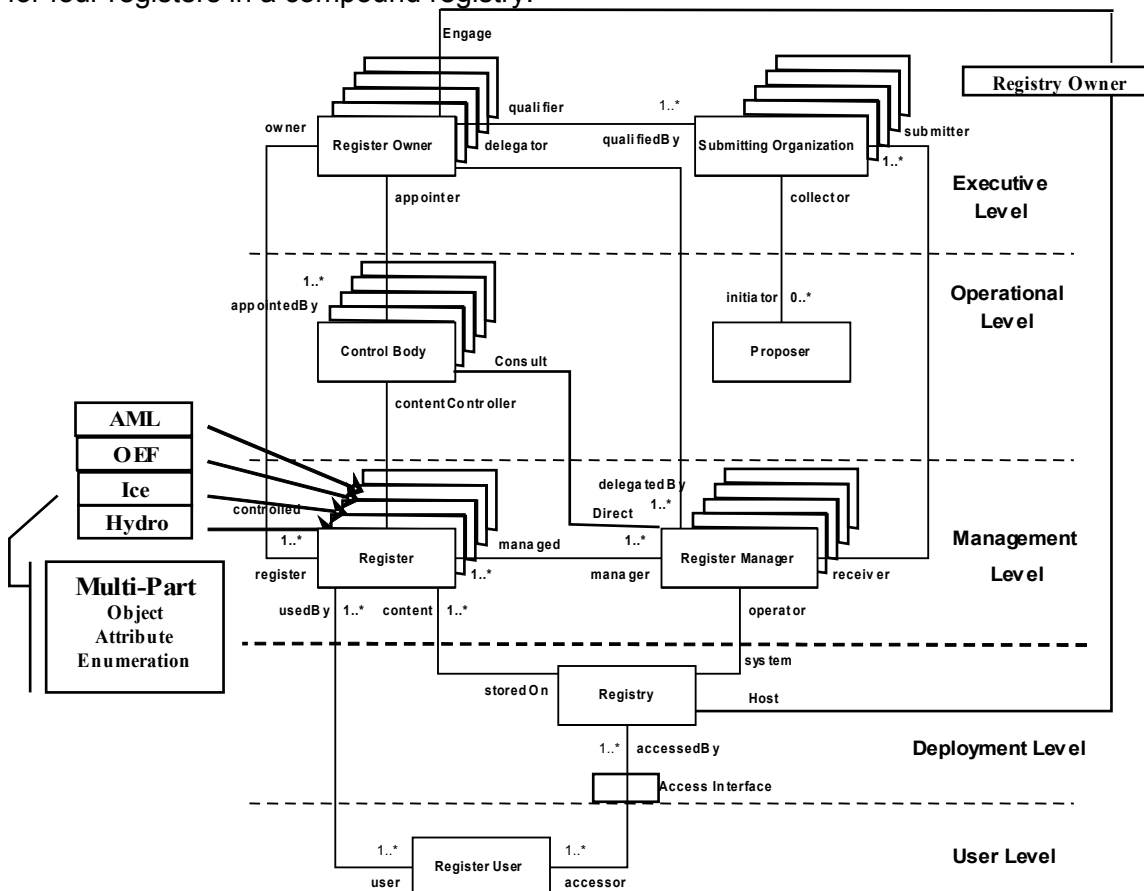 for four registers in a compound registry.
Engage
Registry Owner
qualifier
1..*
owner
submitter
Register Owner
delegator
qualifiedBy
Submitting Organization
1..*
Executive
Level
appointer
collector
1..*
appointedBy
initiator 0..*
Operational
Level
Control Body
Consult
Proposer
contentController
AML
OEF
Ice
Hydro
controlled
delegatedBy
1..*
Direct
1..*
Register
managed
1..*
Register Manager
Management
Level
register
1..*
manager
receiver
Multi-Part
Object
Attribute
Enumeration
usedBy 1..*
content 1..*
operator
system
storedOn
Registry
Host
1..* accessedBy
Deployment Level
Access Interface
1..*
Register User
1..*
User Level
user
accessor